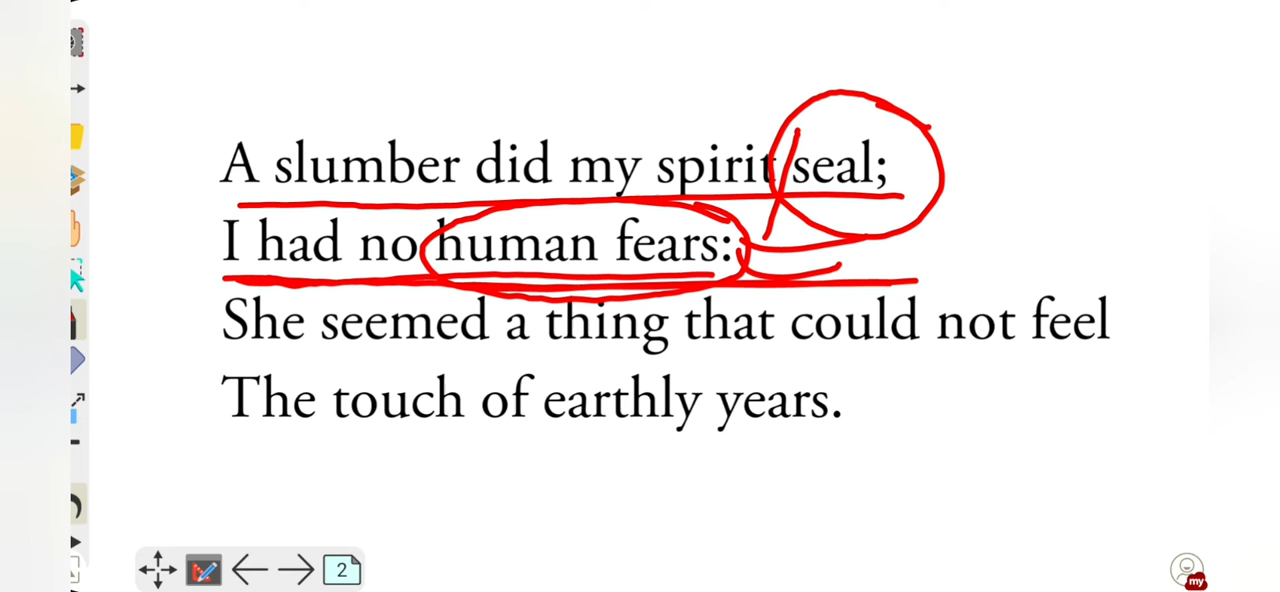 A slumber did my spirit seal;
I had no human fears:
She seemed a thing that could not feel
The touch of earthly years.
2
my